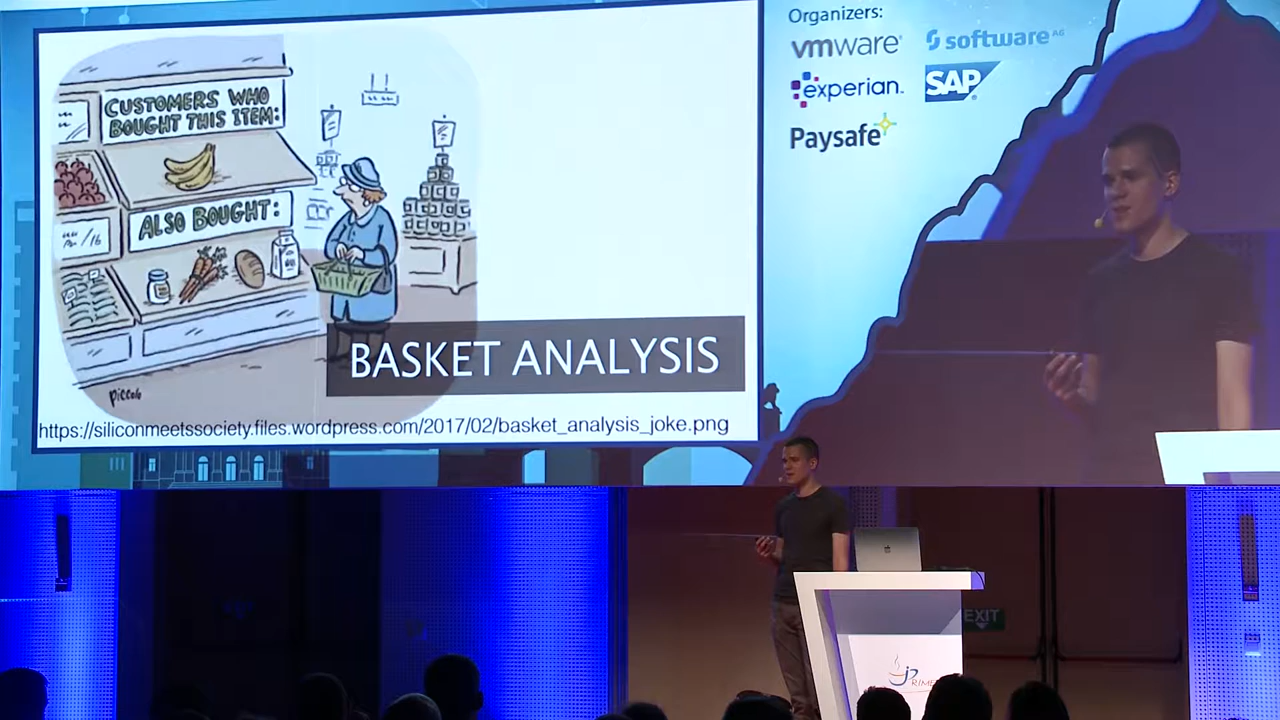 CUSTOMERS WHO
BOUGHT THIS ITEM:
ALSO BOUGHT:
piccolo
BASKET ANALYSIS
https://siliconmeetssociety.files.wordpress.com/2017/02/basket_analysis_joke.png
Organizers:
vmware
software AG
experian.
SAP
Paysafe
EXIT